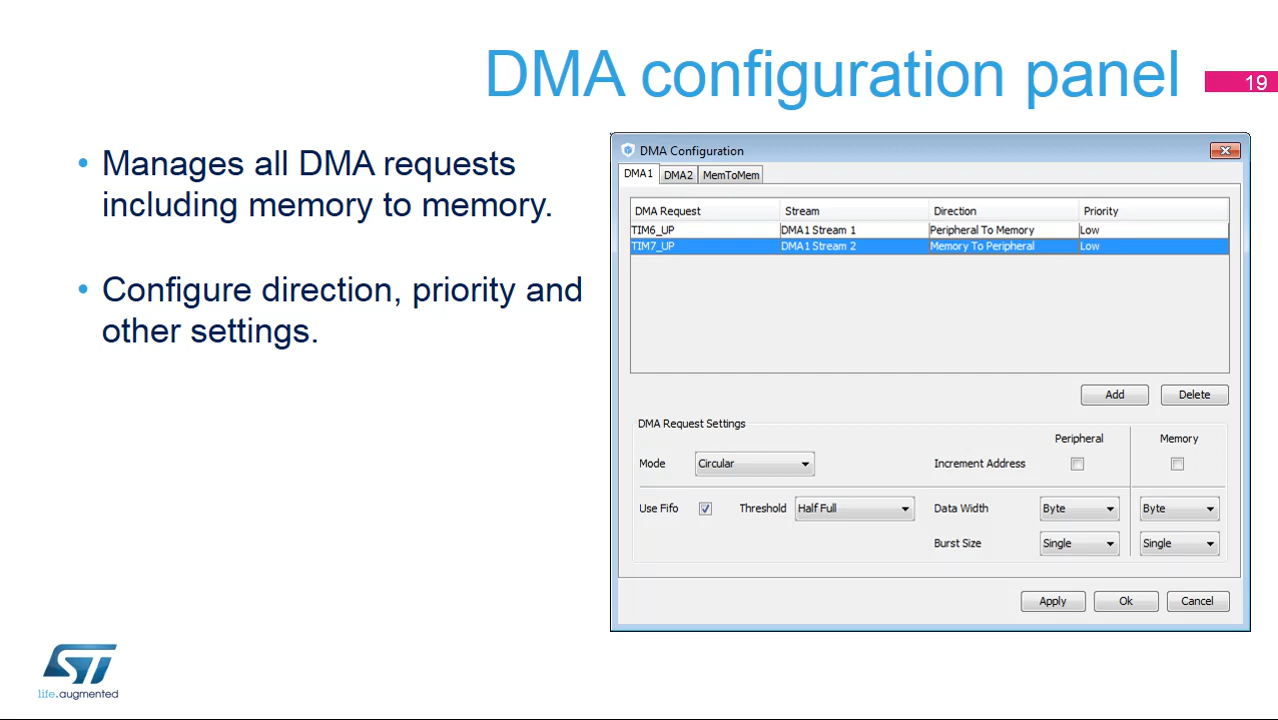 DMA configuration panel
19
• Manages all DMA requests
including memory to memory.
• Configure direction, priority and
other settings.
DMA Configuration
DMA1 DMA2 MemToMem
DMA Request Stream Direction Priority
TIM6_UP DMA1 Stream 1 Peripheral To Memory Low
TIM7_UP DMA1 Stream 2 Memory To Peripheral Low
Add Delete
DMA Request Settings
Peripheral Memory
Mode Circular Increment Address
Use Fifo Threshold Half Full Data Width Byte Byte
Burst Size Single Single
Apply Ok Cancel
ST
life.augmented